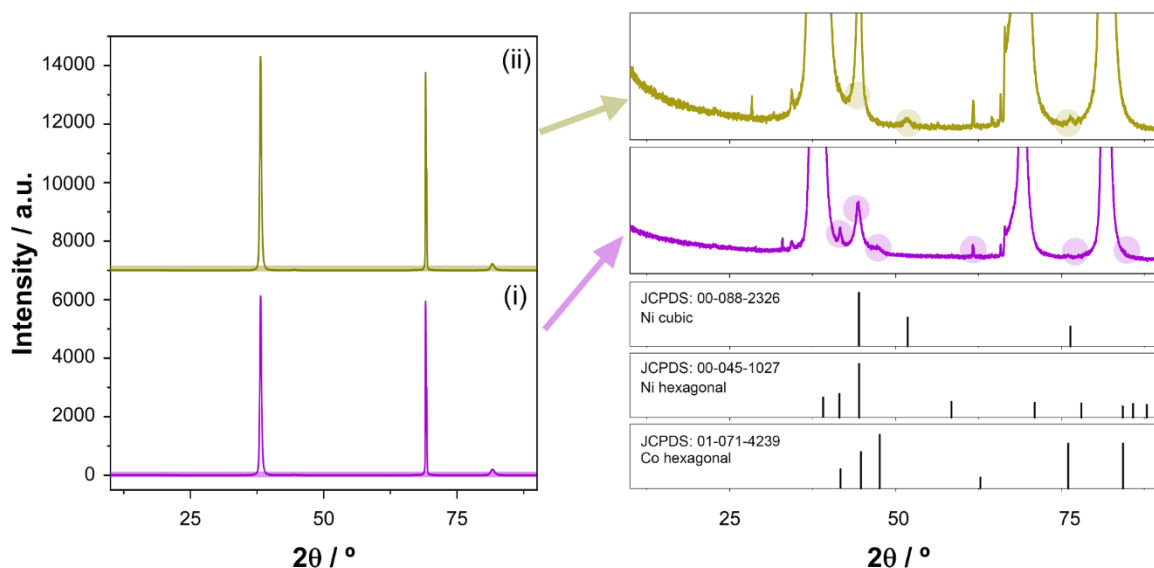 Intensity / a.u.
14000
12000
10000
8000
6000
4000
2000
0
(ii)
(i)
25
50
75
2θ / º
JCPDS: 00-088-2326
Ni cubic
JCPDS: 00-045-1027
Ni hexagonal
JCPDS: 01-071-4239
Co hexagonal
25
50
75
2θ / º